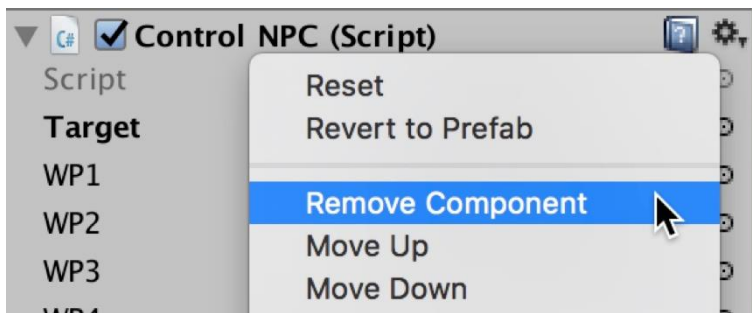 C# Control NPC (Script) ?
Script
Target
WP1
WP2
WP3
Reset
Revert to Prefab
Remove Component
Move Up
Move Down